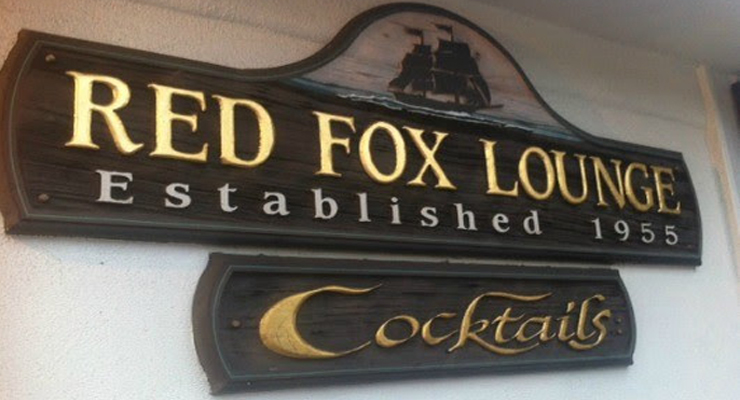 RED FOX LOUNGE
Established 1955
Cocktails